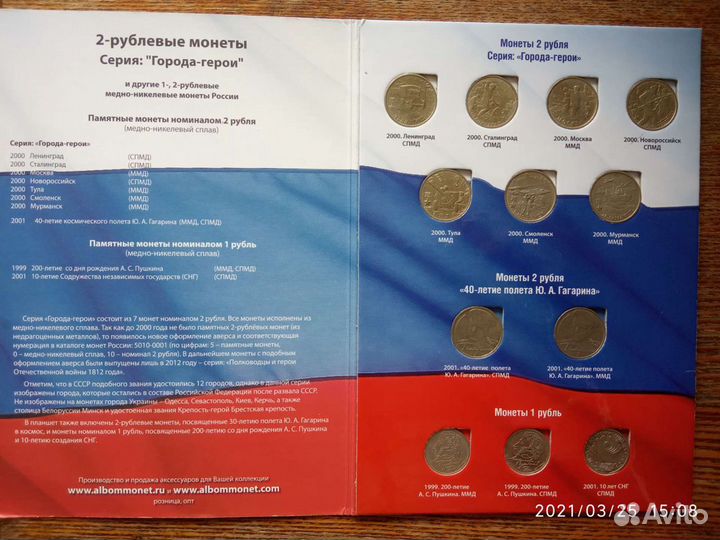 2-рублевые монеты
Серия: "Города-герои"
и другие 1-, 2-рублевые
медно-никелевые монеты России
Памятные монеты номиналом 2 рубля
(медно-никелевый сплав)
Серия: «Города-герои»
2000 Ленинград (СПМД)
2000 Сталинград (СПМД)
2000 Москва (ММД)
2000 Новороссийск (СПМД)
2000 Тула (ММД)
2000 Смоленск (ММД)
2000 Мурманск (ММД)
2001 40-летие космического полета Ю. А. Гагарина (ММД, СПМД)
Памятные монеты номиналом 1 рубль
(медно-никелевый сплав)
1999 200-летие со дня рождения А. С. Пушкина (ММД, СПМД)
2001 10-летие Содружества независимых государств (СНГ) (СПМД)
Серия «Города-герои» состоит из 7 монет. Все монеты исполнены из
медно-никелевого сплава. Так как до 2000 года не было памятных 2-рублёвых монет (из
недрагоценных металлов), то появилось новое оформление аверса и соответствующая
нумерация в каталоге монет России: 5010-0001 (по цифрам: 5 – памятные монеты,
0 – медно-никелевый сплав, 10 – номинал 2 рубля). В дальнейшем монеты с подобным
оформлением аверса были выпущены лишь в 2012 году – серия: «Полководцы и герои
Отечественной войны 1812 года».
Отметим, что в СССР подобного звания удостоились 12 городов, однако в данной серии
изображены города, которые остались в составе Российской Федерации после развала СССР.
Не изображены на монетах города Украины – Одесса, Севастополь, Киев, Керчь, а также
столица Белоруссии Минск и удостоенная звания Крепость-герой Брестская крепость.
В планшет также включены 2-рублевые монеты, посвященные 30-летию полета Ю. А. Гагарина
в космос, и монеты номиналом 1 рубль, посвященные 200-летию со дня рождения А. С. Пушкина
и 10-летию создания СНГ.
Производство и продажа аксессуаров для Вашей коллекции
www.albommonet.ru и www.albommonet.com
розница, опт
Монеты 2 рубля
Серия: «Города-герои»
2000. Ленинград
СПМД
2000. Сталинград
СПМД
2000. Москва
ММД
2000. Новороссийск
СПМД
2000. Тула
ММД
2000. Смоленск
ММД
2000. Мурманск
ММД
Монеты 2 рубля
«40-летие полета Ю. А. Гагарина»
2001. «40-летие полета
Ю. А. Гагарина». СПМД
2001. «40-летие полета
Ю. А. Гагарина». ММД
Монеты 1 рубль
1999. 200-летие
А. С. Пушкина. ММД
1999. 200-летие
А. С. Пушкина. СПМД
2001. 10 лет СНГ
СПМД
2021/03/25 15:08
Avito